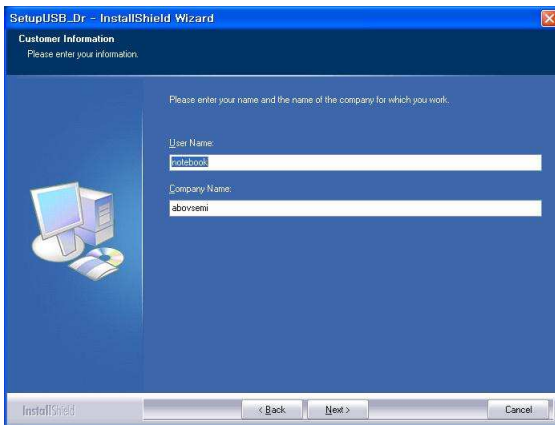 SetupUSB_Dr - InstallShield Wizard
Customer Information
Please enter your information.
Please enter your name and the name of the company for which you work.
User Name:
notebook
Company Name:
abovsemi
InstallShield
< Back
Next >
Cancel